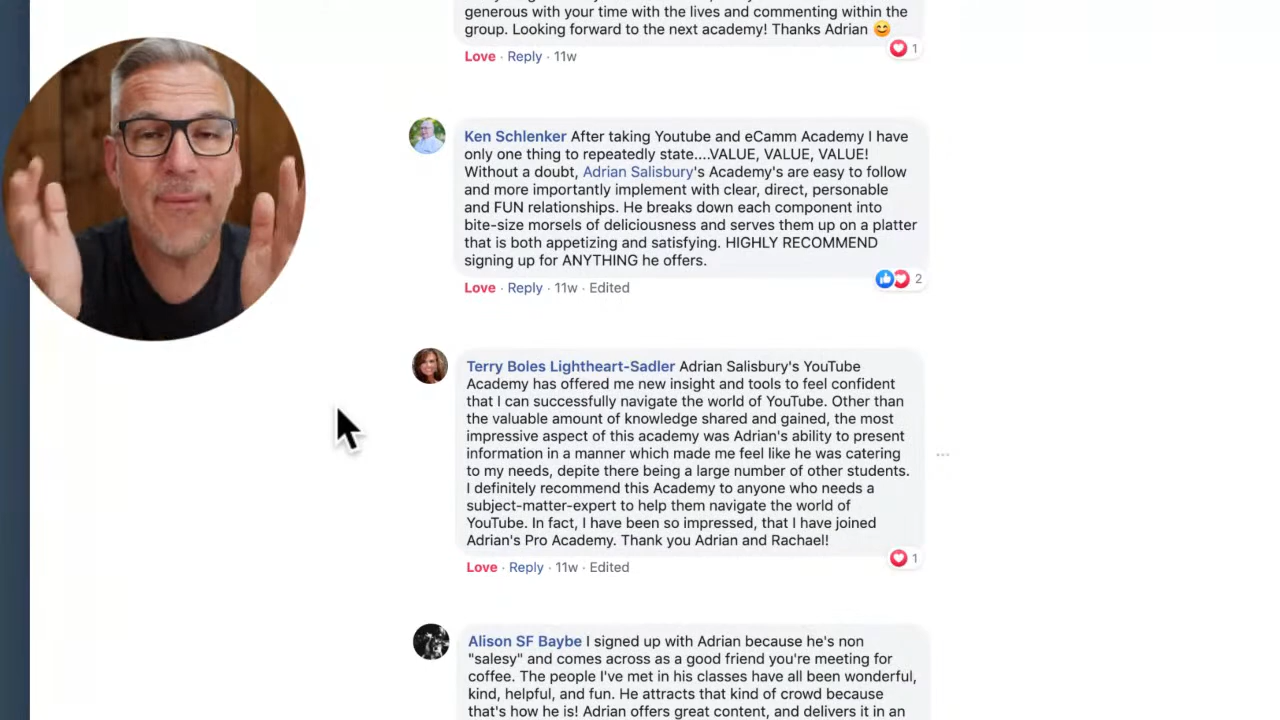 generous with your time with the lives and commenting within the
group. Looking forward to the next academy! Thanks Adrian 😊
1
Love · Reply · 11w
Ken Schlenker After taking Youtube and eCamm Academy I have
only one thing to repeatedly state....VALUE, VALUE, VALUE!
Without a doubt, Adrian Salisbury's Academy's are easy to follow
and more importantly implement with clear, direct, personable
and FUN relationships. He breaks down each component into
bite-size morsels of deliciousness and serves them up on a platter
that is both appetizing and satisfying. HIGHLY RECOMMEND
signing up for ANYTHING he offers.
2
Love · Reply · 11w · Edited
Terry Boles Lightheart-Sadler Adrian Salisbury's YouTube
Academy has offered me new insight and tools to feel confident
that I can successfully navigate the world of YouTube. Other than
the valuable amount of knowledge shared and gained, the most
impressive aspect of this academy was Adrian's ability to present
information in a manner which made me feel like he was catering
to my needs, depite there being a large number of other students.
I definitely recommend this Academy to anyone who needs a
subject-matter-expert to help them navigate the world of
YouTube. In fact, I have been so impressed, that I have joined
Adrian's Pro Academy. Thank you Adrian and Rachael!
1
Love · Reply · 11w · Edited
Alison SF Baybe I signed up with Adrian because he's non
"salesy" and comes across as a good friend you're meeting for
coffee. The people I've met in his classes have all been wonderful,
kind, helpful, and fun. He attracts that kind of crowd because
that's how he is! Adrian offers great content, and delivers it in an